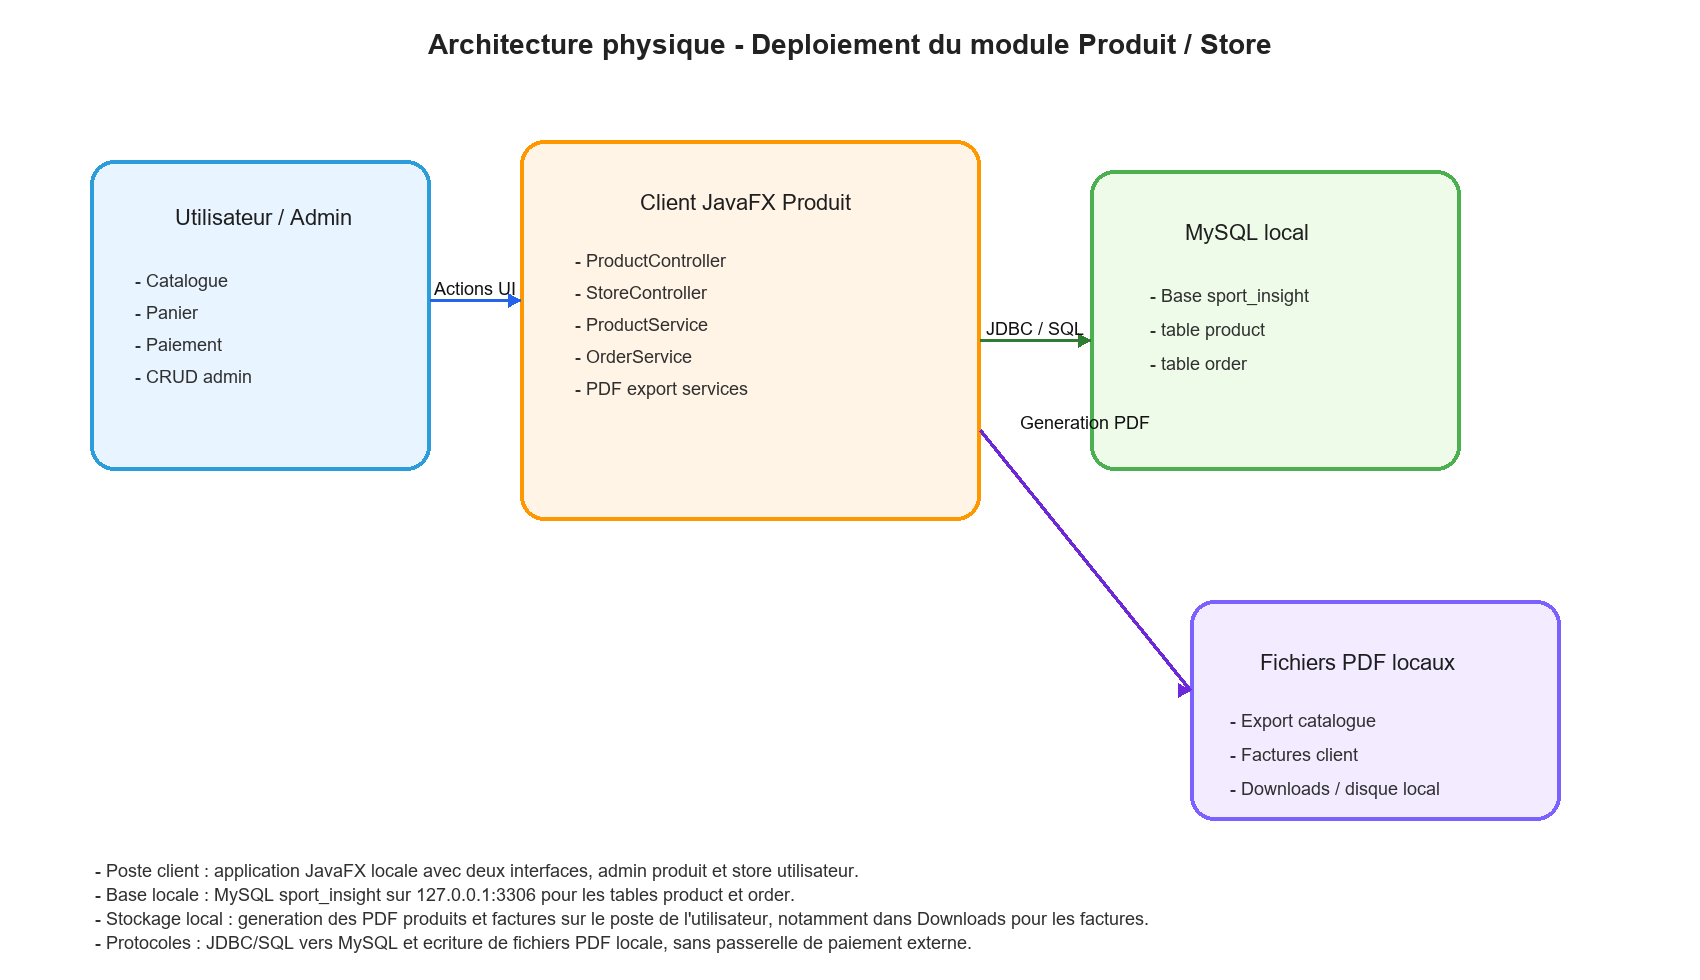 Architecture physique - Deploiement du module Produit / Store
Utilisateur / Admin
- Catalogue
- Panier
- Paiement
- CRUD admin
Actions UI
Client JavaFX Produit
- ProductController
- StoreController
- ProductService
- OrderService
- PDF export services
JDBC / SQL
MySQL local
- Base sport_insight
- table product
- table order
Generation PDF
Fichiers PDF locaux
- Export catalogue
- Factures client
- Downloads / disque local
- Poste client : application JavaFX locale avec deux interfaces, admin produit et store utilisateur.
- Base locale : MySQL sport_insight sur 127.0.0.1:3306 pour les tables product et order.
- Stockage local : generation des PDF produits et factures sur le poste de l'utilisateur, notamment dans Downloads pour les factures.
- Protocoles : JDBC/SQL vers MySQL et ecriture de fichiers PDF locale, sans passerelle de paiement externe.